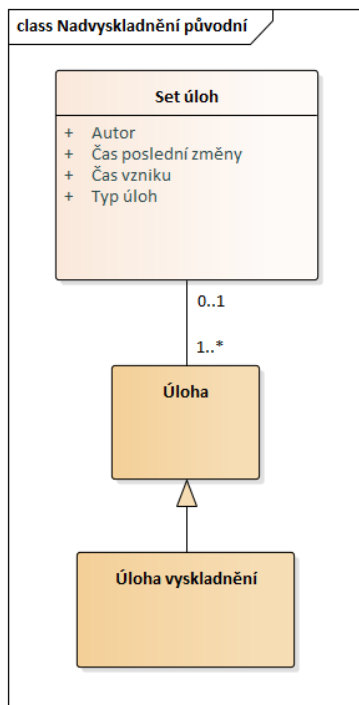 class Nadvyskladnění původní
Set úloh
+ Autor
+ Čas poslední změny
+ Čas vzniku
+ Typ úloh
0..1
1..*
Úloha
Úloha vyskladnění